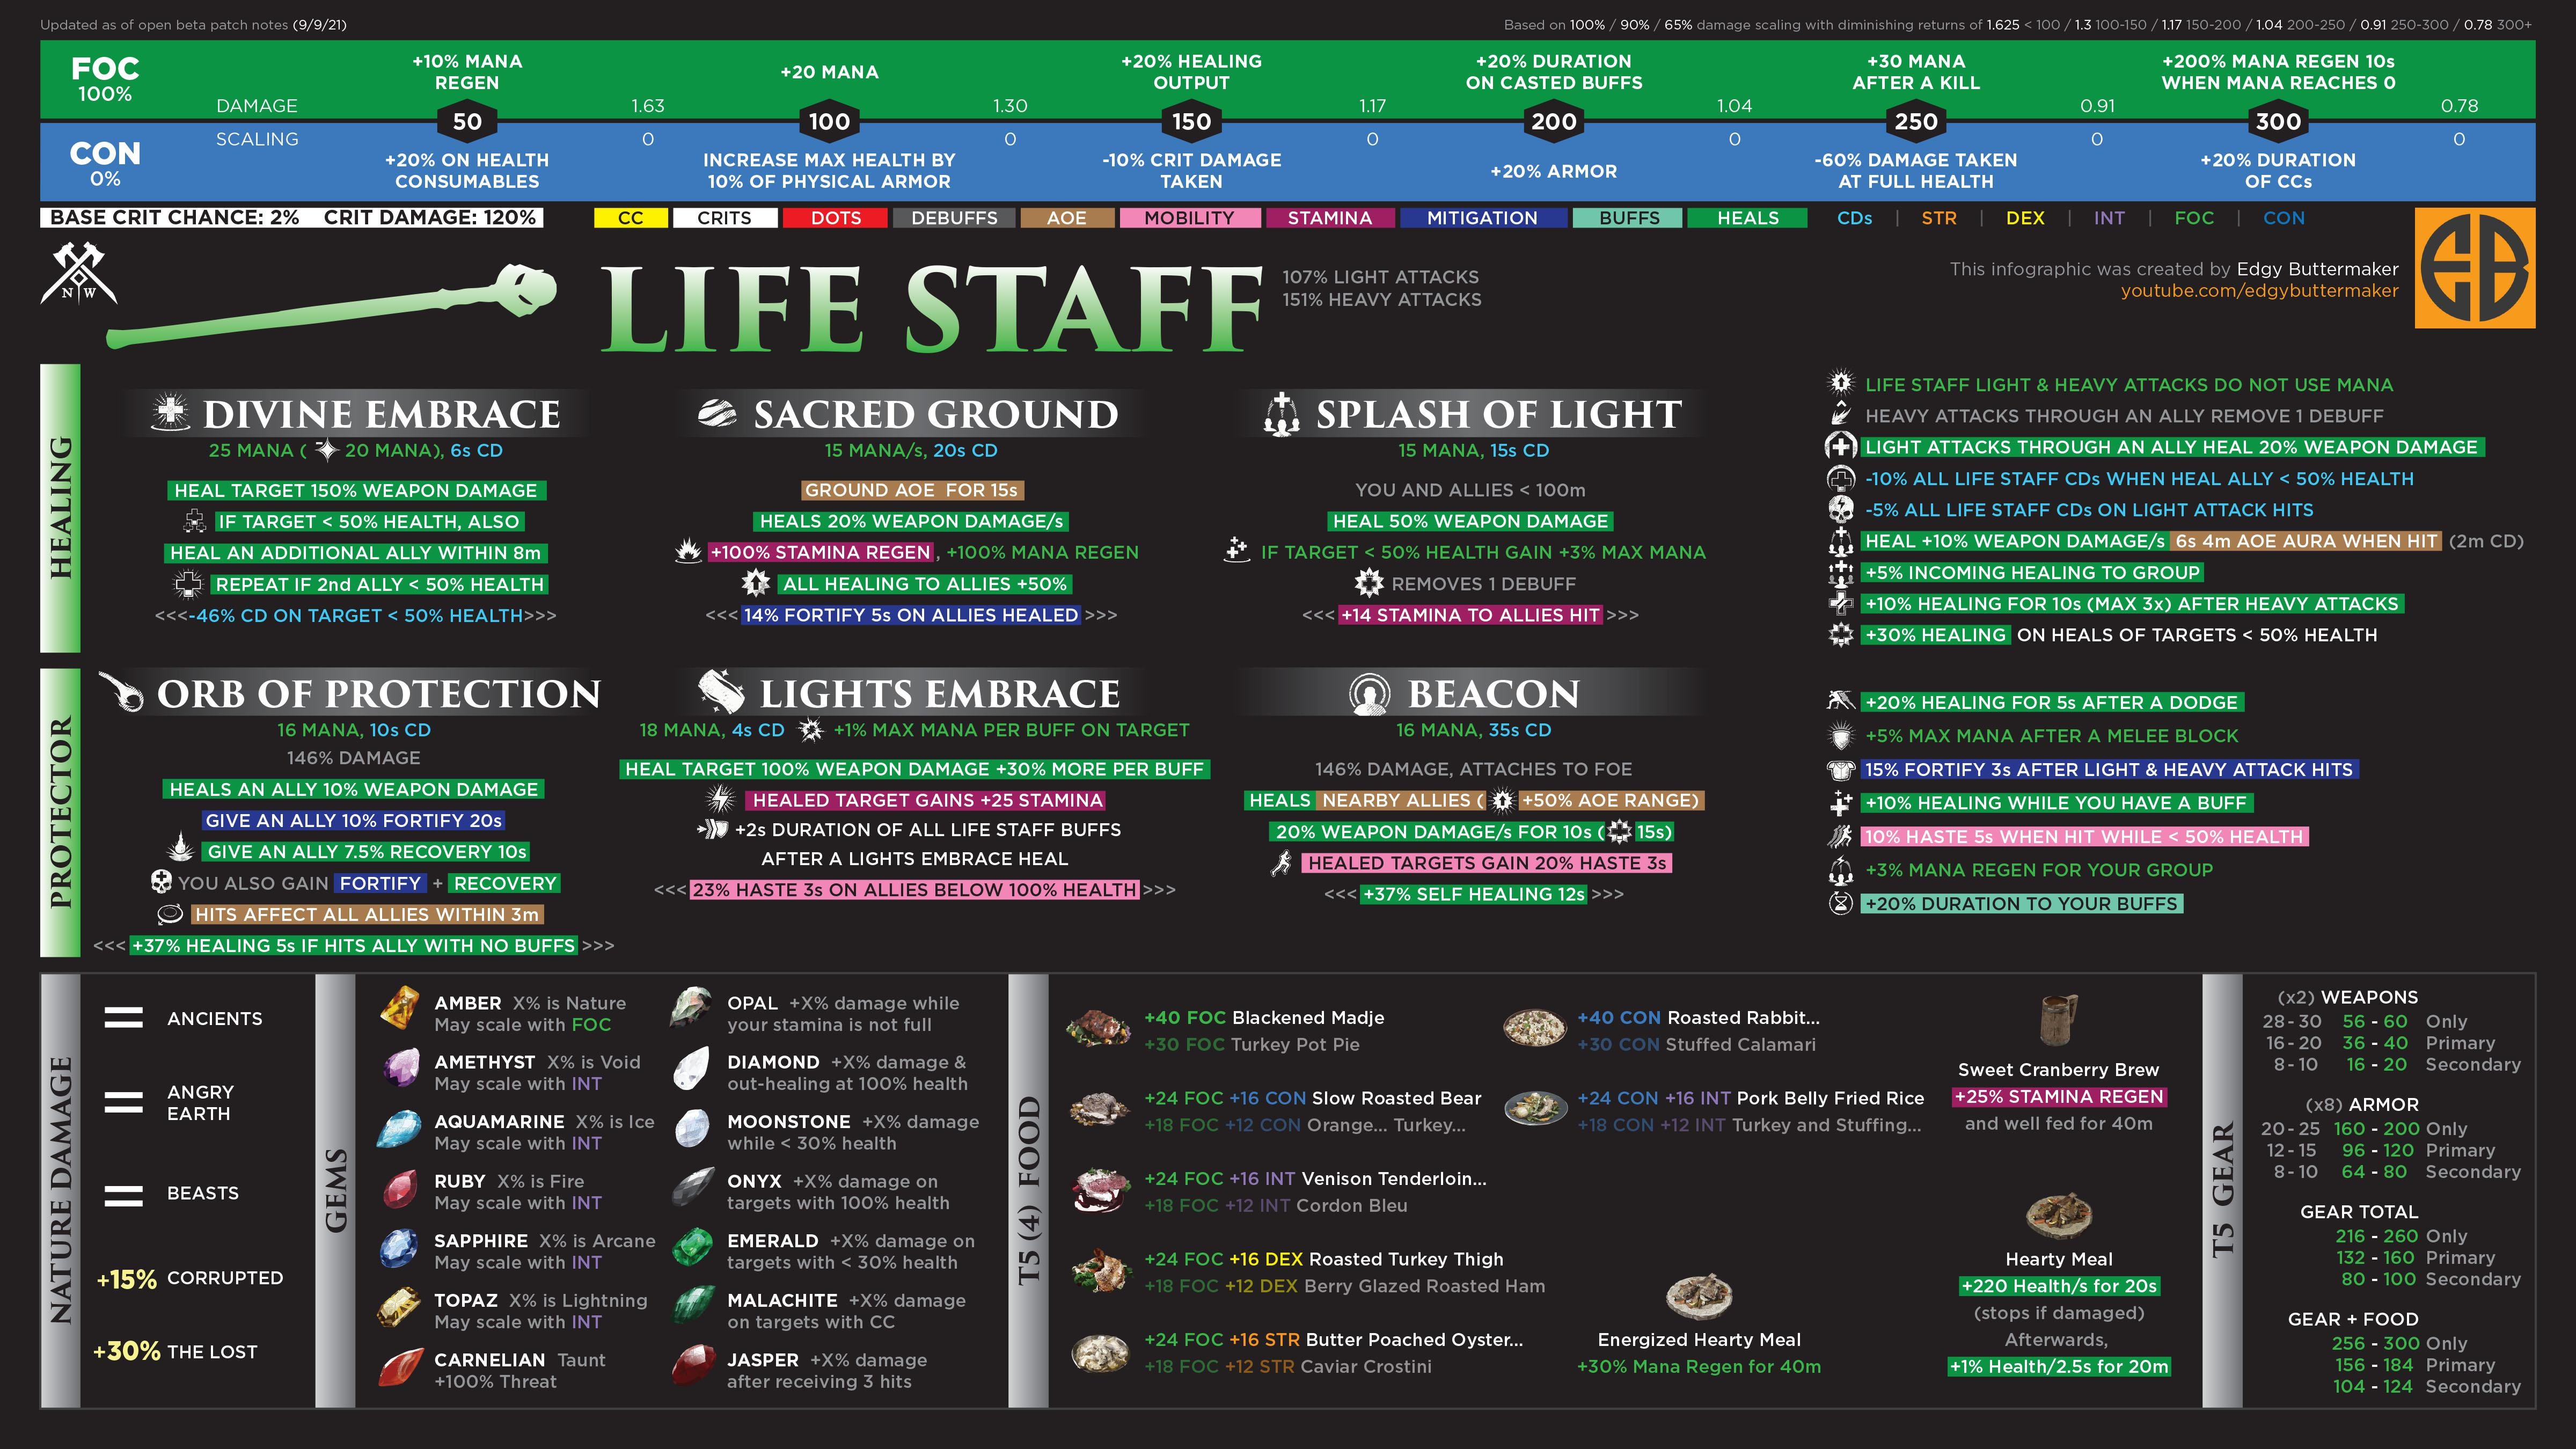 Updated as of open beta patch notes (9/9/21)
Based on 100% / 90% / 65% damage scaling with diminishing returns of 1.625 < 100 / 1.3 100-150 / 1.17 150-200 / 1.04 200-250 / 0.91 250-300 / 0.78 300+
FOC
100%
+10% MANA
REGEN
+20 MANA
+20% HEALING
OUTPUT
+20% DURATION
ON CASTED BUFFS
+30 MANA
AFTER A KILL
+200% MANA REGEN 10s
WHEN MANA REACHES 0
DAMAGE 1.63 1.30 1.17 1.04 0.91 0.78
50 100 150 200 250 300
SCALING 0 0 0 0 0 0
CON
0%
+20% ON HEALTH
CONSUMABLES
INCREASE MAX HEALTH BY
10% OF PHYSICAL ARMOR
-10% CRIT DAMAGE
TAKEN
+20% ARMOR
-60% DAMAGE TAKEN
AT FULL HEALTH
+20% DURATION
OF CCs
BASE CRIT CHANCE: 2% CRIT DAMAGE: 120%
CC CRITS DOTS DEBUFFS AOE MOBILITY STAMINA MITIGATION BUFFS HEALS CDs | STR | DEX | INT | FOC | CON
N W
LIFE STAFF
107% LIGHT ATTACKS
151% HEAVY ATTACKS
This infographic was created by Edgy Buttermaker
youtube.com/edgybuttermaker
EB
HEALING
DIVINE EMBRACE
25 MANA ( 20 MANA), 6s CD
HEAL TARGET 150% WEAPON DAMAGE
IF TARGET < 50% HEALTH, ALSO
HEAL AN ADDITIONAL ALLY WITHIN 8m
REPEAT IF 2nd ALLY < 50% HEALTH
<<<-46% CD ON TARGET < 50% HEALTH>>>
SACRED GROUND
15 MANA/s, 20s CD
GROUND AOE FOR 15s
HEALS 20% WEAPON DAMAGE/s
+100% STAMINA REGEN , +100% MANA REGEN
ALL HEALING TO ALLIES +50%
<<< 14% FORTIFY 5s ON ALLIES HEALED >>>
SPLASH OF LIGHT
15 MANA, 15s CD
YOU AND ALLIES < 100m
HEAL 50% WEAPON DAMAGE
IF TARGET < 50% HEALTH GAIN +3% MAX MANA
REMOVES 1 DEBUFF
<<< +14 STAMINA TO ALLIES HIT >>>
LIFE STAFF LIGHT & HEAVY ATTACKS DO NOT USE MANA
HEAVY ATTACKS THROUGH AN ALLY REMOVE 1 DEBUFF
LIGHT ATTACKS THROUGH AN ALLY HEAL 20% WEAPON DAMAGE
-10% ALL LIFE STAFF CDs WHEN HEAL ALLY < 50% HEALTH
-5% ALL LIFE STAFF CDs ON LIGHT ATTACK HITS
HEAL +10% WEAPON DAMAGE/s 6s 4m AOE AURA WHEN HIT (2m CD)
+5% INCOMING HEALING TO GROUP
+10% HEALING FOR 10s (MAX 3x) AFTER HEAVY ATTACKS
+30% HEALING ON HEALS OF TARGETS < 50% HEALTH
PROTECTOR
ORB OF PROTECTION
16 MANA, 10s CD
146% DAMAGE
HEALS AN ALLY 10% WEAPON DAMAGE
GIVE AN ALLY 10% FORTIFY 20s
GIVE AN ALLY 7.5% RECOVERY 10s
YOU ALSO GAIN FORTIFY + RECOVERY
HITS AFFECT ALL ALLIES WITHIN 3m
<<< +37% HEALING 5s IF HITS ALLY WITH NO BUFFS >>>
LIGHTS EMBRACE
18 MANA, 4s CD +1% MAX MANA PER BUFF ON TARGET
HEAL TARGET 100% WEAPON DAMAGE +30% MORE PER BUFF
HEALED TARGET GAINS +25 STAMINA
+2s DURATION OF ALL LIFE STAFF BUFFS
AFTER A LIGHTS EMBRACE HEAL
<<< 23% HASTE 3s ON ALLIES BELOW 100% HEALTH >>>
BEACON
16 MANA, 35s CD
146% DAMAGE, ATTACHES TO FOE
HEALS NEARBY ALLIES ( +50% AOE RANGE)
20% WEAPON DAMAGE/s FOR 10s ( 15s)
HEALED TARGETS GAIN 20% HASTE 3s
<<< +37% SELF HEALING 12s >>>
+20% HEALING FOR 5s AFTER A DODGE
+5% MAX MANA AFTER A MELEE BLOCK
15% FORTIFY 3s AFTER LIGHT & HEAVY ATTACK HITS
+10% HEALING WHILE YOU HAVE A BUFF
10% HASTE 5s WHEN HIT WHILE < 50% HEALTH
+3% MANA REGEN FOR YOUR GROUP
+20% DURATION TO YOUR BUFFS
NATURE DAMAGE
= ANCIENTS
= ANGRY
EARTH
= BEASTS
+15% CORRUPTED
+30% THE LOST
GEMS
AMBER X% is Nature
May scale with FOC
AMETHYST X% is Void
May scale with INT
AQUAMARINE X% is Ice
May scale with INT
RUBY X% is Fire
May scale with INT
SAPPHIRE X% is Arcane
May scale with INT
TOPAZ X% is Lightning
May scale with INT
CARNELIAN Taunt
+100% Threat
OPAL +X% damage while
your stamina is not full
DIAMOND +X% damage &
out-healing at 100% health
MOONSTONE +X% damage
while < 30% health
ONYX +X% damage on
targets with 100% health
EMERALD +X% damage on
targets with < 30% health
MALACHITE +X% damage
on targets with CC
JASPER +X% damage
after receiving 3 hits
T5 (4) FOOD
+40 FOC Blackened Madje
+30 FOC Turkey Pot Pie
+24 FOC +16 CON Slow Roasted Bear
+18 FOC +12 CON Orange... Turkey...
+24 FOC +16 INT Venison Tenderloin...
+18 FOC +12 INT Cordon Bleu
+24 FOC +16 DEX Roasted Turkey Thigh
+18 FOC +12 DEX Berry Glazed Roasted Ham
+24 FOC +16 STR Butter Poached Oyster...
+18 FOC +12 STR Caviar Crostini
+40 CON Roasted Rabbit...
+30 CON Stuffed Calamari
+24 CON +16 INT Pork Belly Fried Rice
+18 CON +12 INT Turkey and Stuffing...
Energized Hearty Meal
+30% Mana Regen for 40m
Sweet Cranberry Brew
+25% STAMINA REGEN
and well fed for 40m
Hearty Meal
+220 Health/s for 20s
(stops if damaged)
Afterwards,
+1% Health/2.5s for 20m
T5 GEAR
(x2) WEAPONS
28-30 56 - 60 Only
16-20 36 - 40 Primary
8-10 16 - 20 Secondary
(x8) ARMOR
20-25 160 - 200 Only
12-15 96 - 120 Primary
8-10 64 - 80 Secondary
GEAR TOTAL
216 - 260 Only
132 - 160 Primary
80 - 100 Secondary
GEAR + FOOD
256 - 300 Only
156 - 184 Primary
104 - 124 Secondary